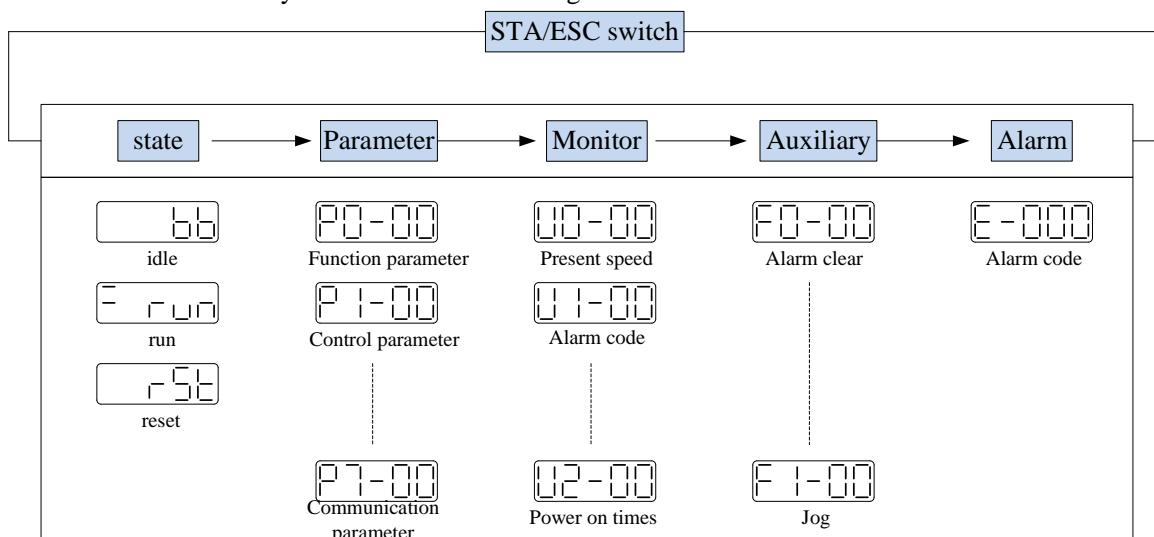 STA/ESC switch
state Parameter Monitor Auxiliary Alarm
bb P0-00 U0-00 F0-00 E-000
idle Function parameter Present speed Alarm clear Alarm code
run P1-00 U1-00
run Control parameter Alarm code
rSt
reset
P7-00 U2-00 F1-00
Communication Power on times Jog
parameter